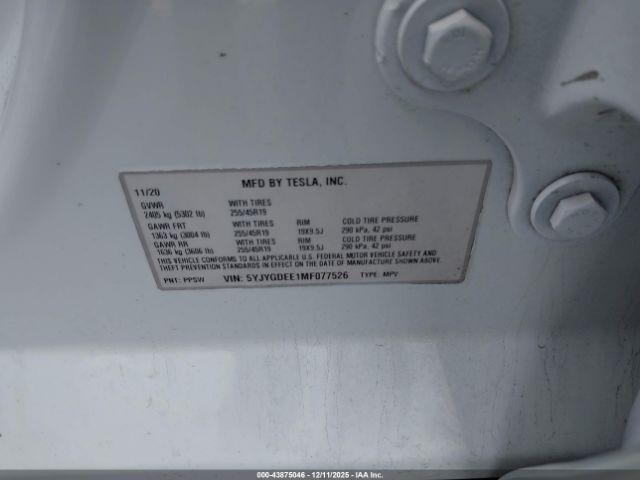 11/20 MFD BY TESLA, INC.
GVWR WITH TIRES
2405 kg (5302 lb) 255/45R19
GAWR FRT WITH TIRES RIM COLD TIRE PRESSURE
1363 kg (3004 lb) 255/45R19 19X9.5J 290 kPa, 42 psi
GAWR RR WITH TIRES RIM COLD TIRE PRESSURE
1636 kg (3606 lb) 255/45R19 19X9.5J 290 kPa, 42 psi
THIS VEHICLE CONFORMS TO ALL APPLICABLE U.S. FEDERAL MOTOR VEHICLE SAFETY AND
THEFT PREVENTION STANDARDS IN EFFECT ON THE DATE OF MANUFACTURE SHOWN ABOVE.
PNT: PPSW VIN: 5YJYGDEE1MF077526 TYPE: MPV
000-43875046 - 12/11/2025 - IAAI.COM